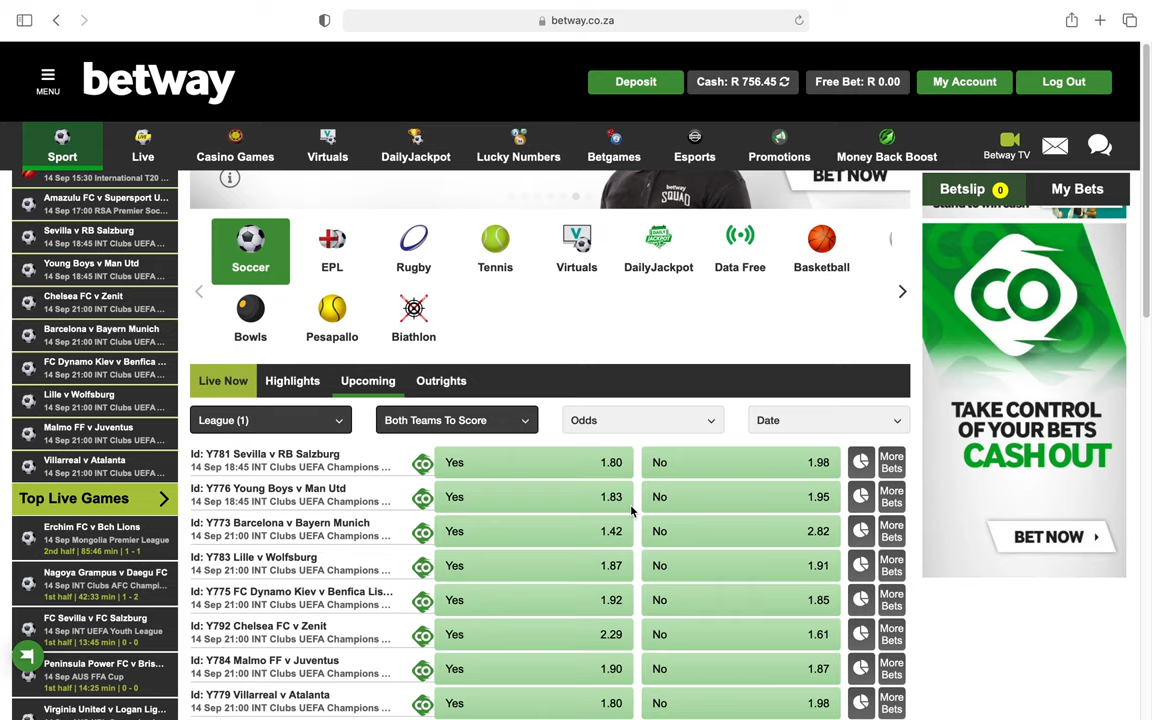 betway.co.za
MENU
betway
Deposit
Cash: R 756.45
Free Bet: R 0.00
My Account
Log Out
Sport
Live
Casino Games
Virtuals
DailyJackpot
Lucky Numbers
Betgames
Esports
Promotions
Money Back Boost
Betway TV
14 Sep 15:30 International T20 ...
Amazulu FC v Supersport U...
14 Sep 17:00 RSA Premier Soc...
Sevilla v RB Salzburg
14 Sep 18:45 INT Clubs UEFA...
Young Boys v Man Utd
14 Sep 18:45 INT Clubs UEFA...
Chelsea FC v Zenit
14 Sep 21:00 INT Clubs UEFA...
Barcelona v Bayern Munich
14 Sep 21:00 INT Clubs UEFA...
FC Dynamo Kiev v Benfica ...
14 Sep 21:00 INT Clubs UEFA...
Lille v Wolfsburg
14 Sep 21:00 INT Clubs UEFA...
Malmo FF v Juventus
14 Sep 21:00 INT Clubs UEFA...
Villarreal v Atalanta
14 Sep 21:00 INT Clubs UEFA...
Top Live Games
Erchim FC v Bch Lions
14 Sep Mongolia Premier League
2nd half | 85:46 min | 1 - 1
Nagoya Grampus v Daegu FC
14 Sep INT Clubs AFC Champi...
1st half | 42:33 min | 1 - 2
FC Sevilla v FC Salzburg
14 Sep INT UEFA Youth League
1st half | 13:45 min | 0 - 0
Peninsula Power FC v Bris...
14 Sep AUS FFA Cup
1st half | 14:25 min | 0 - 0
Virginia United v Logan Lig...
betway
SQUAD
BET NOW
Soccer
EPL
Rugby
Tennis
Virtuals
DAILY
JACKPOT
DailyJackpot
Data Free
Basketball
Bowls
Pesapallo
Biathlon
Live Now
Highlights
Upcoming
Outrights
League (1)
Both Teams To Score
Odds
Date
Id: Y781 Sevilla v RB Salzburg
14 Sep 18:45 INT Clubs UEFA Champions ...
CO
Yes 1.80
No 1.98
More Bets
Id: Y776 Young Boys v Man Utd
14 Sep 18:45 INT Clubs UEFA Champions ...
CO
Yes 1.83
No 1.95
More Bets
Id: Y773 Barcelona v Bayern Munich
14 Sep 21:00 INT Clubs UEFA Champions ...
CO
Yes 1.42
No 2.82
More Bets
Id: Y783 Lille v Wolfsburg
14 Sep 21:00 INT Clubs UEFA Champions ...
CO
Yes 1.87
No 1.91
More Bets
Id: Y775 FC Dynamo Kiev v Benfica Lis...
14 Sep 21:00 INT Clubs UEFA Champions ...
CO
Yes 1.92
No 1.85
More Bets
Id: Y792 Chelsea FC v Zenit
14 Sep 21:00 INT Clubs UEFA Champions ...
CO
Yes 2.29
No 1.61
More Bets
Id: Y784 Malmo FF v Juventus
14 Sep 21:00 INT Clubs UEFA Champions ...
CO
Yes 1.90
No 1.87
More Bets
Id: Y779 Villarreal v Atalanta
14 Sep 21:00 INT Clubs UEFA Champions ...
CO
Yes 1.80
No 1.98
More Bets
Betslip 0
My Bets
CO
TAKE CONTROL
OF YOUR BETS
CASH OUT
BET NOW